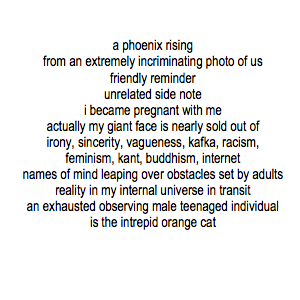 a phoenix rising
from an extremely incriminating photo of us
friendly reminder
unrelated side note
i became pregnant with me
actually my giant face is nearly sold out of
irony, sincerity, vagueness, kafka, racism,
feminism, kant, buddhism, internet
names of mind leaping over obstacles set by adults
reality in my internal universe in transit
an exhausted observing male teenaged individual
is the intrepid orange cat